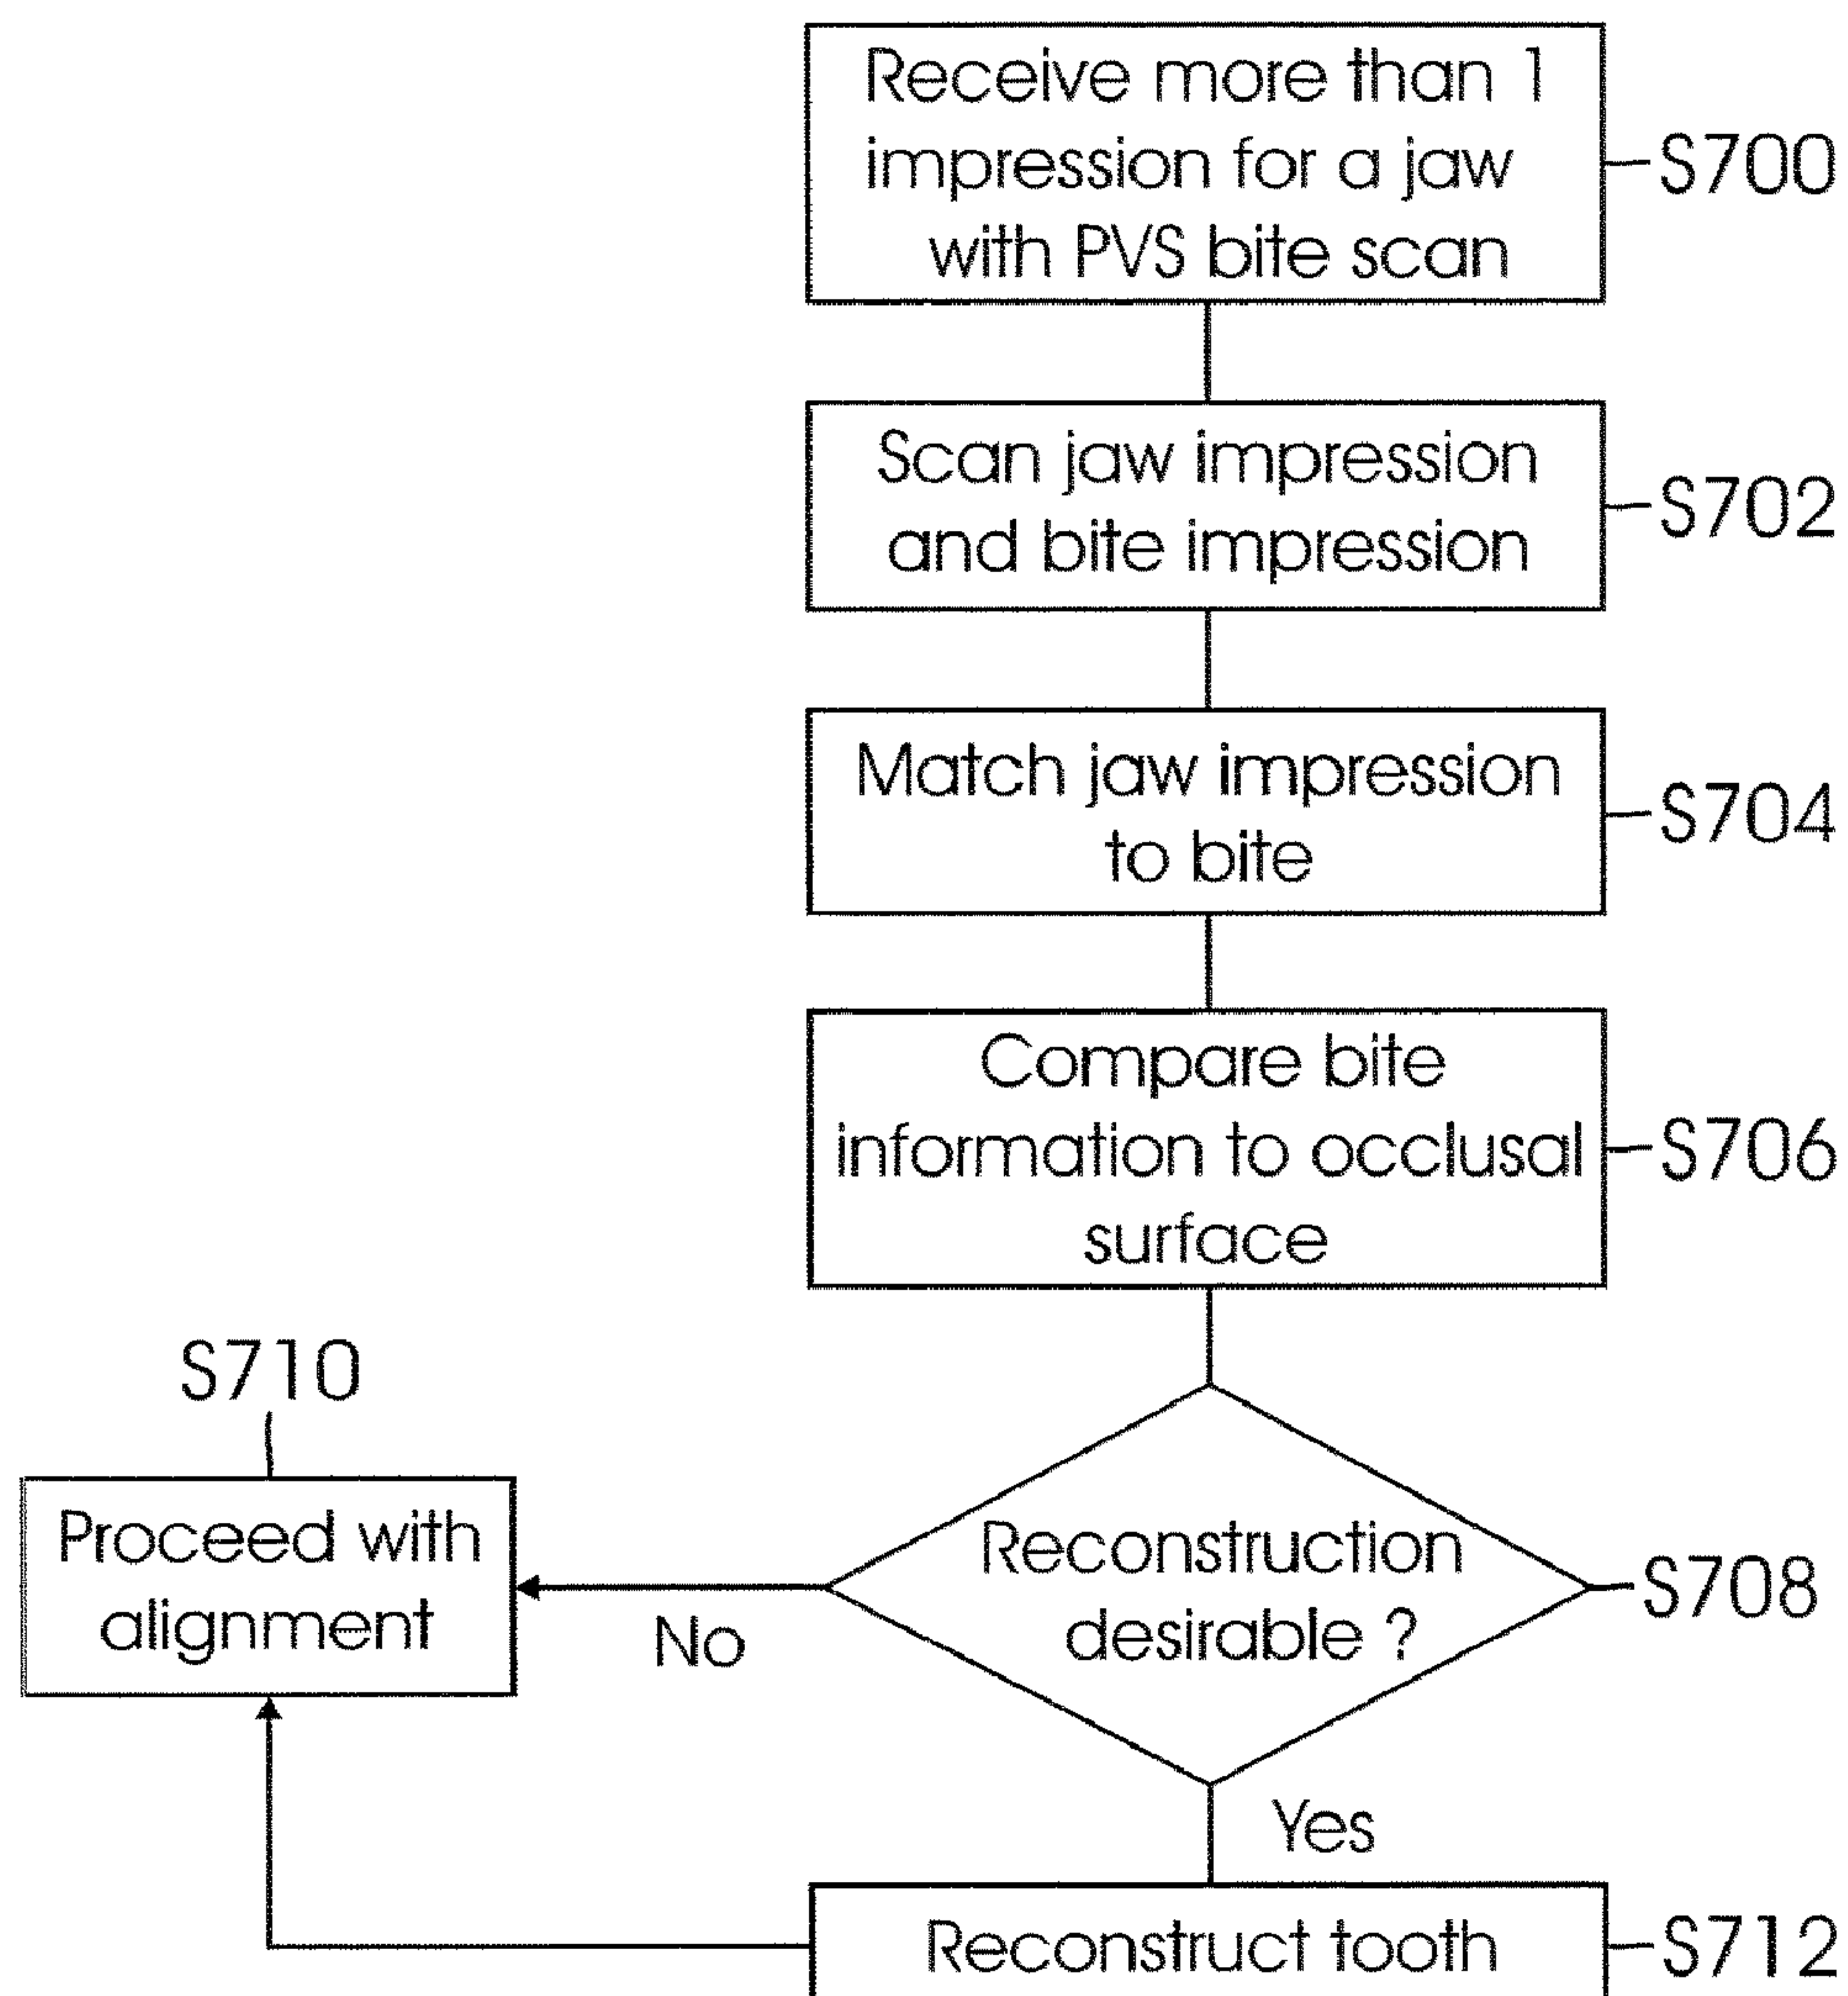 Receive more than 1
impression for a jaw
with PVS bite scan
S700
Scan jaw impression
and bite impression
S702
Match jaw impression
to bite
S704
Compare bite
information to occlusal
surface
S706
S710
Proceed with
alignment
No
Reconstruction
desirable ?
S708
Yes
Reconstruct tooth
S712